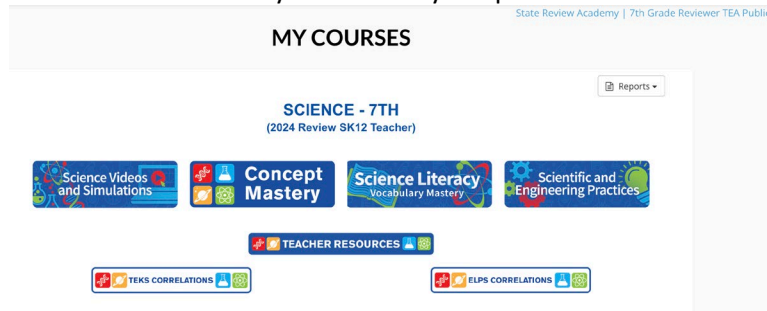 State Review Academy | 7th Grade Reviewer TEA Public
MY COURSES
Reports
SCIENCE - 7TH
(2024 Review SK12 Teacher)
Science Videos and Simulations
Concept Mastery
Science Literacy
Vocabulary Mastery
Scientific and Engineering Practices
TEACHER RESOURCES
TEKS CORRELATIONS
ELPS CORRELATIONS